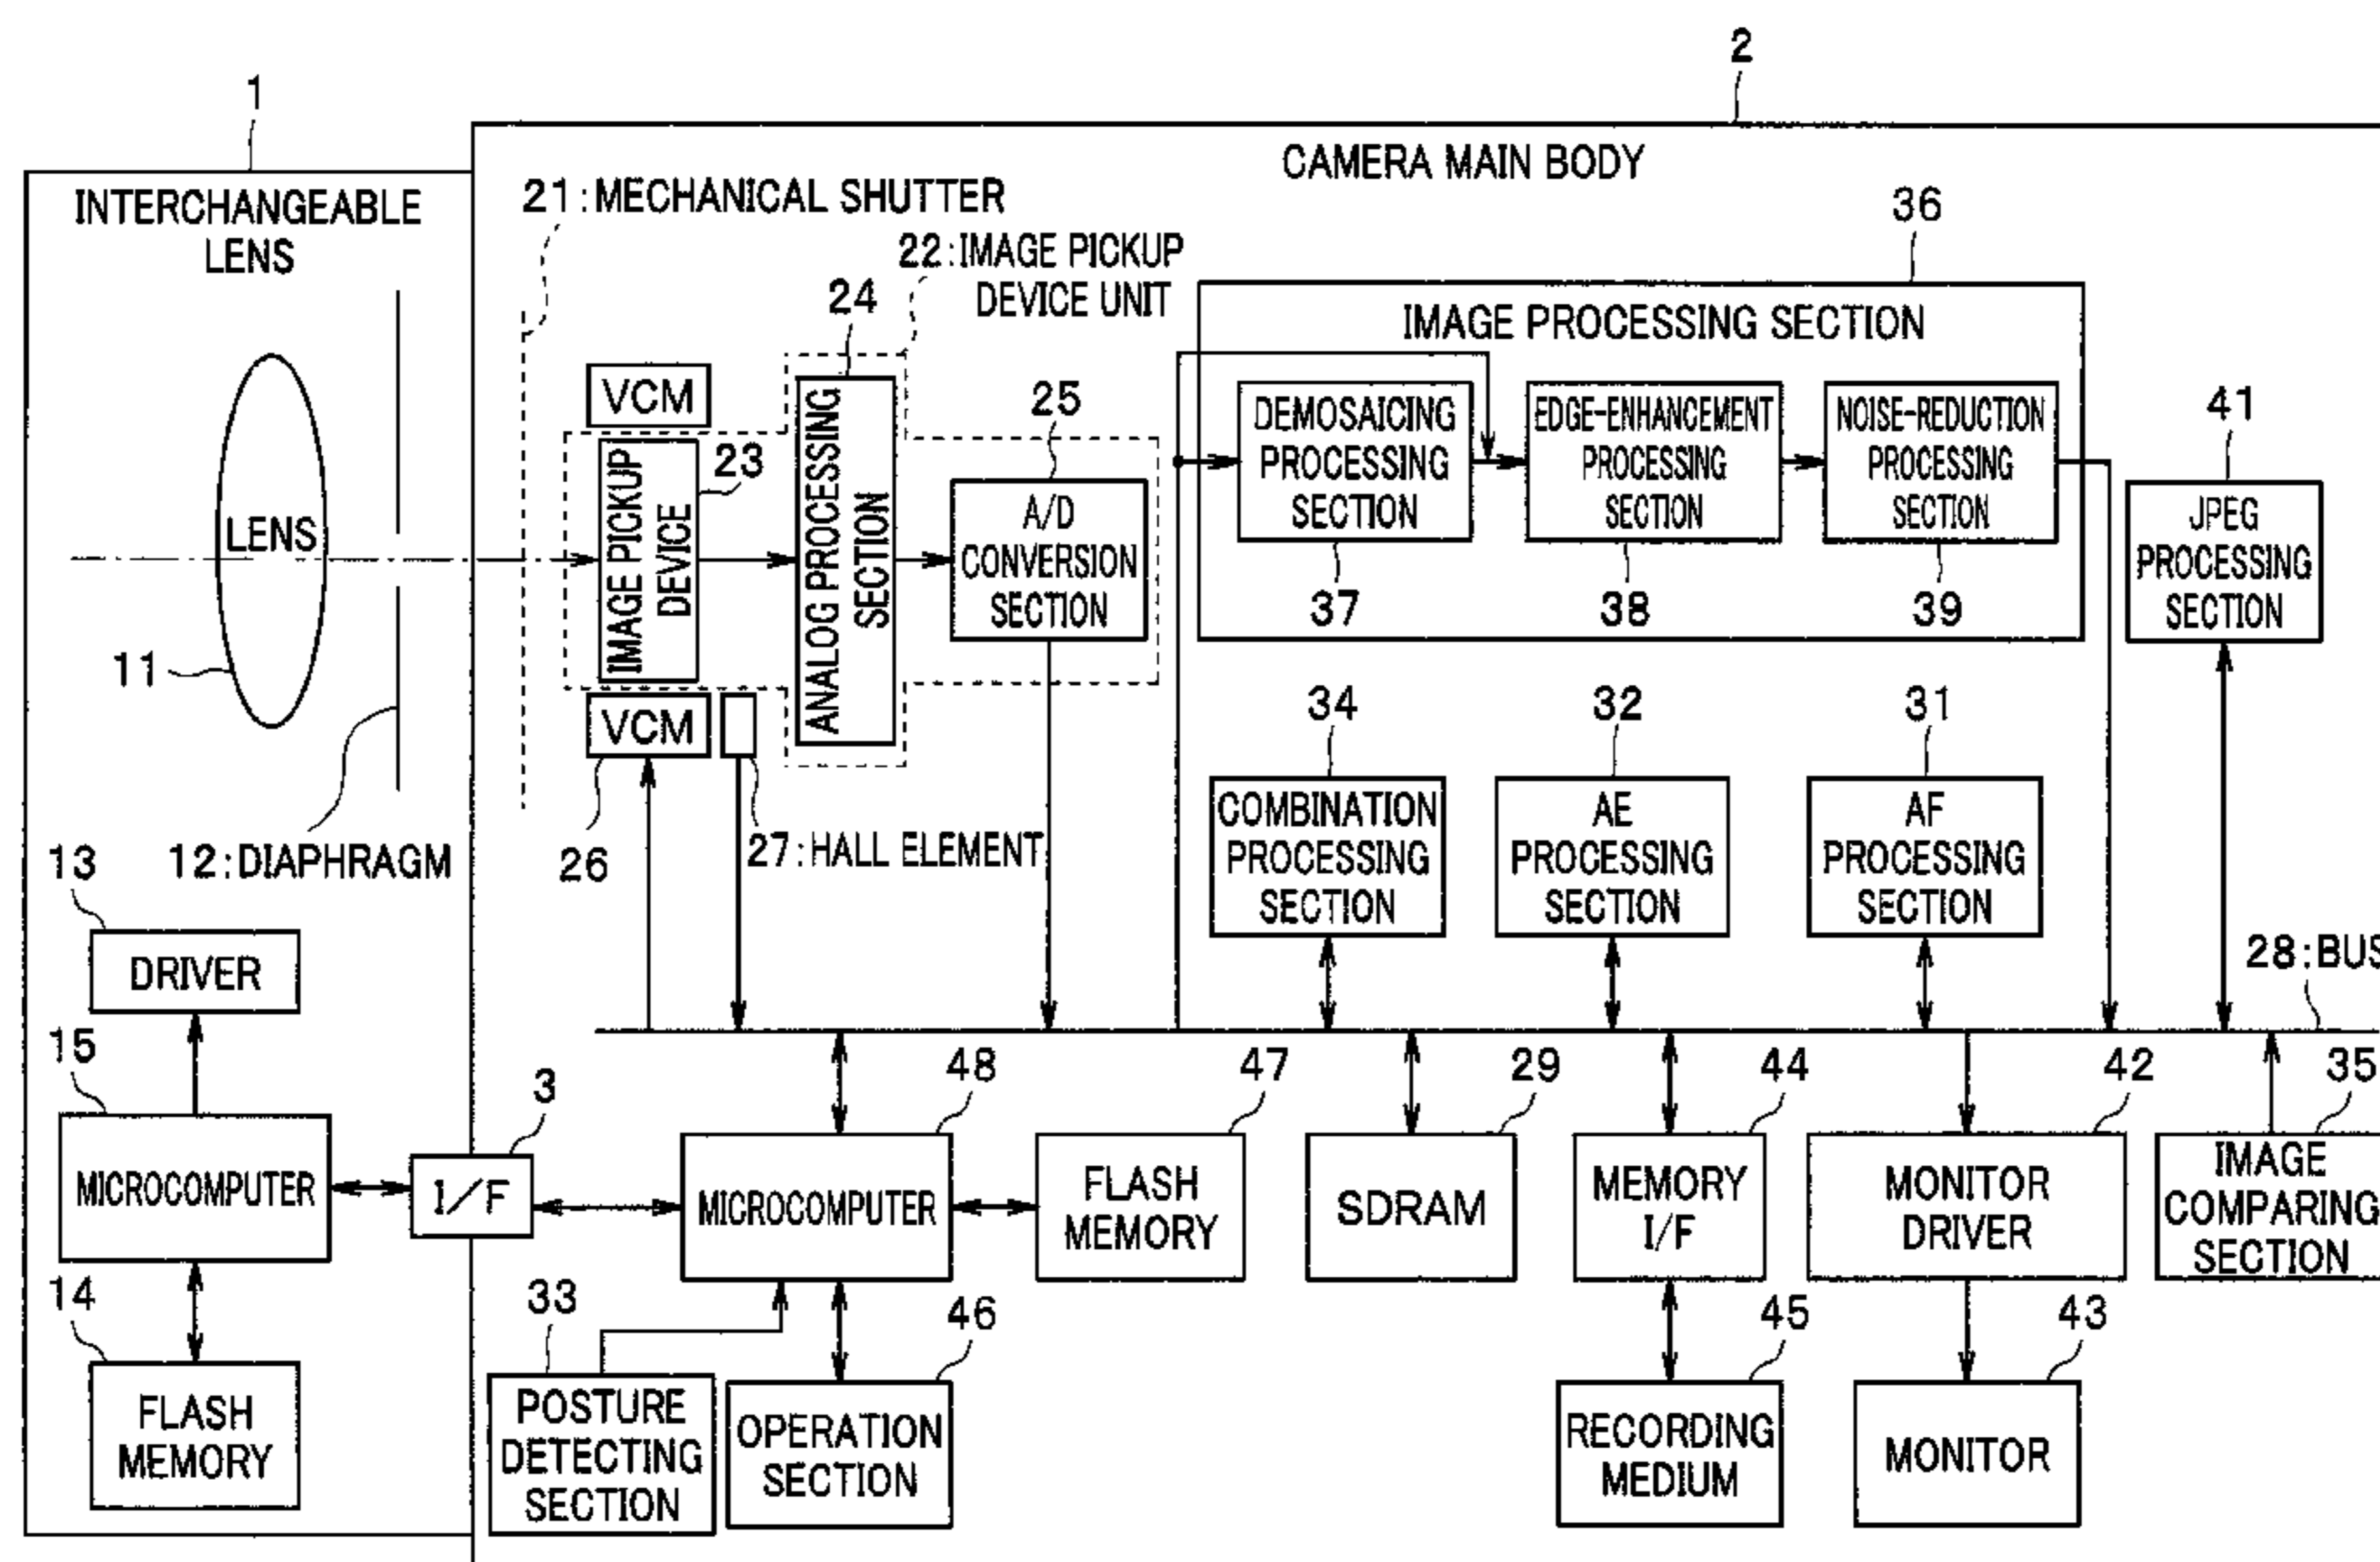 2
1
CAMERA MAIN BODY
INTERCHANGEABLE
LENS
21:MECHANICAL SHUTTER
22:IMAGE PICKUP
DEVICE UNIT
36
IMAGE PROCESSING SECTION
24
VCM
23
25
IMAGE PICKUP
DEVICE
ANALOG PROCESSING
SECTION
A/D
CONVERSION
SECTION
DEMOSAICING
PROCESSING
SECTION
EDGE-ENHANCEMENT
PROCESSING
SECTION
NOISE-REDUCTION
PROCESSING
SECTION
37
38
39
41
JPEG
PROCESSING
SECTION
LENS
11
VCM
26
27:HALL ELEMENT
12:DIAPHRAGM
34
32
31
COMBINATION
PROCESSING
SECTION
AE
PROCESSING
SECTION
AF
PROCESSING
SECTION
28:BUS
13
DRIVER
15
MICROCOMPUTER
3
I/F
48
MICROCOMPUTER
47
FLASH
MEMORY
29
SDRAM
44
MEMORY
I/F
42
MONITOR
DRIVER
35
IMAGE
COMPARING
SECTION
14
FLASH
MEMORY
33
POSTURE
DETECTING
SECTION
46
OPERATION
SECTION
45
RECORDING
MEDIUM
43
MONITOR